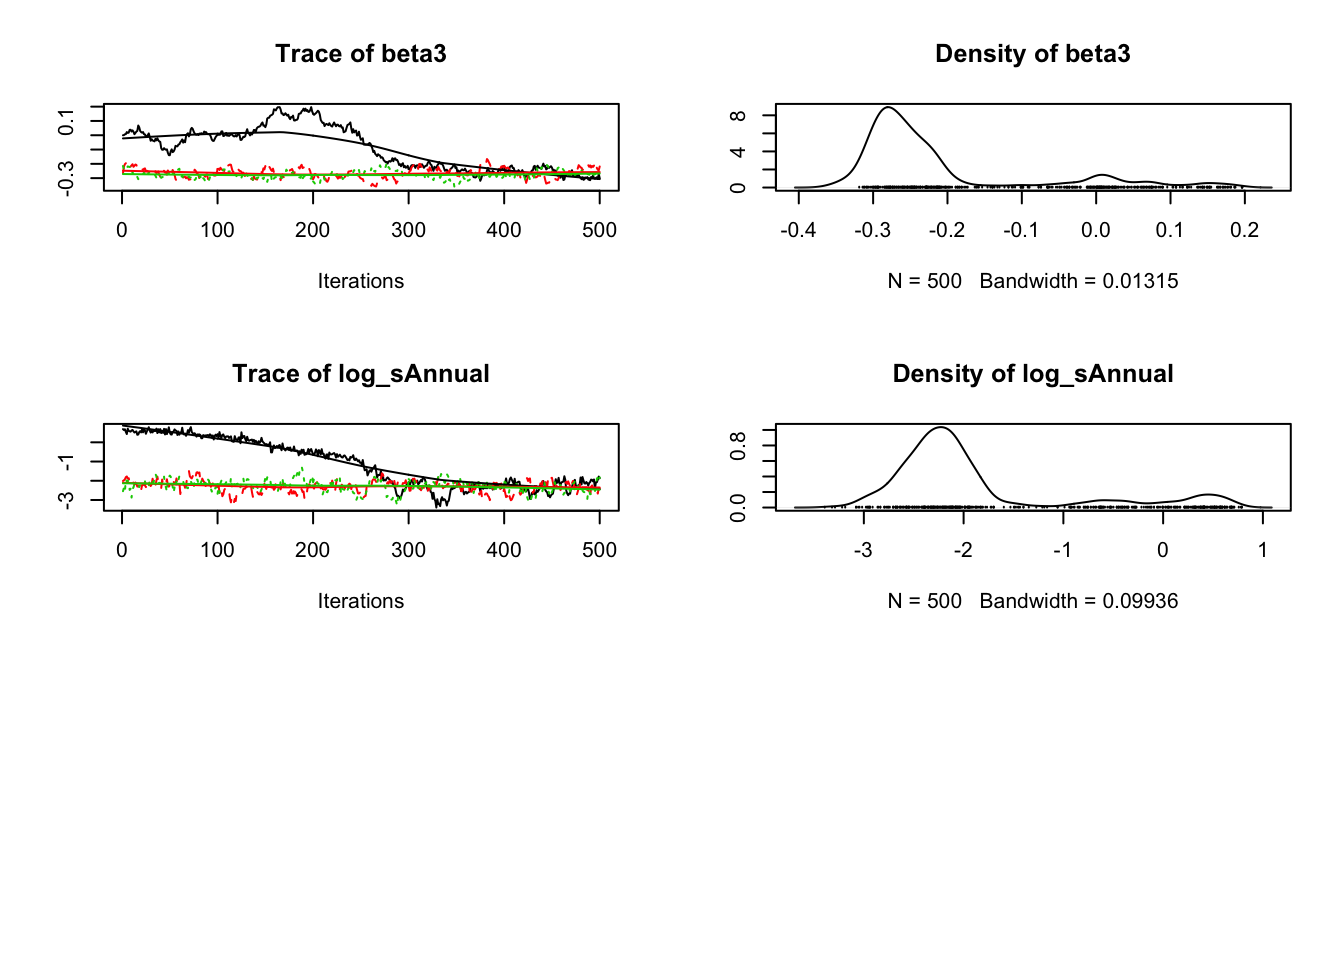 Trace of beta3
0.1
-0.3
0 100 200 300 400 500
Iterations
Density of beta3
8
4
0
-0.4 -0.3 -0.2 -0.1 0.0 0.1 0.2
N = 500 Bandwidth = 0.01315
Trace of log_sAnnual
-1
-3
0 100 200 300 400 500
Iterations
Density of log_sAnnual
0.8
0.0
-3 -2 -1 0 1
N = 500 Bandwidth = 0.09936